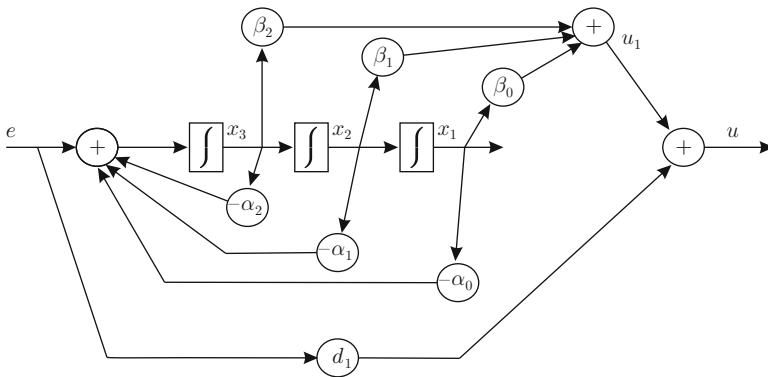 β₂
+
u₁
β₁
β₀
e
+
∫
x₃
∫
x₂
∫
x₁
+
u
−α₂
−α₁
−α₀
d₁